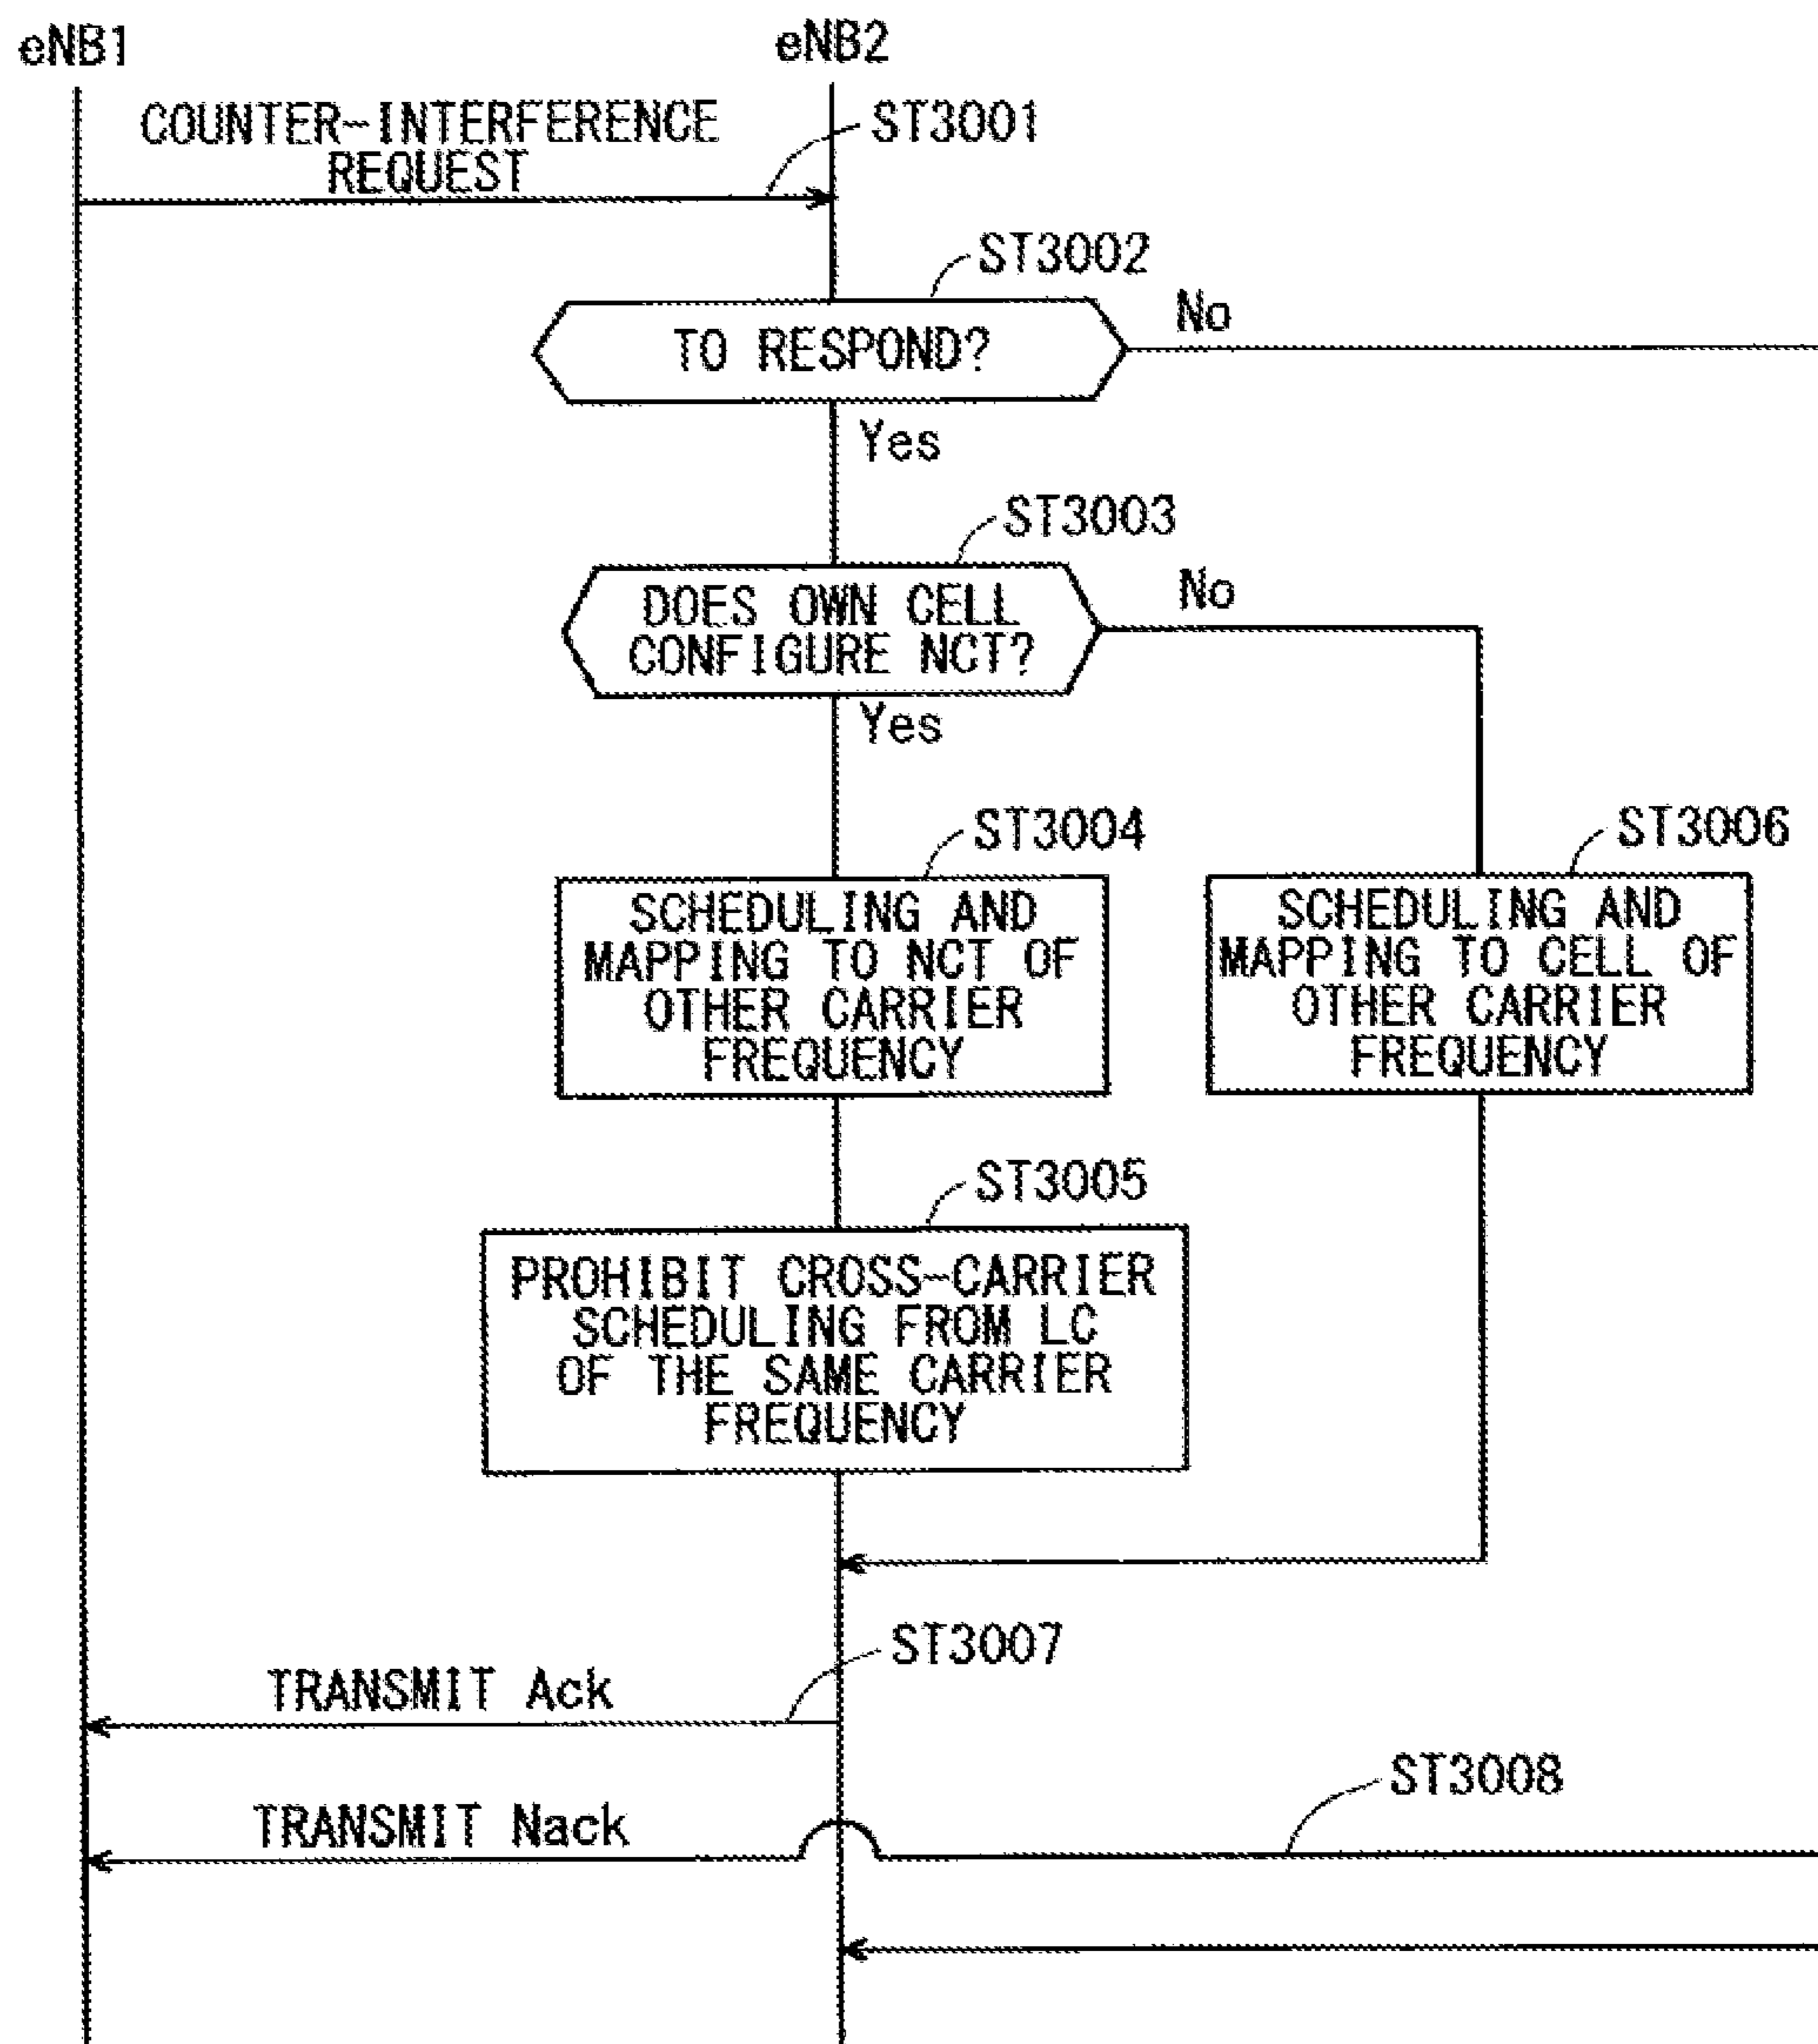 eNB1
eNB2
COUNTER-INTERFERENCE
REQUEST
ST3001
ST3002
TO RESPOND?
No
Yes
ST3003
DOES OWN CELL
CONFIGURE NCT?
No
Yes
ST3004
SCHEDULING AND
MAPPING TO NCT OF
OTHER CARRIER
FREQUENCY
ST3006
SCHEDULING AND
MAPPING TO CELL OF
OTHER CARRIER
FREQUENCY
ST3005
PROHIBIT CROSS-CARRIER
SCHEDULING FROM LC
OF THE SAME CARRIER
FREQUENCY
ST3007
TRANSMIT Ack
ST3008
TRANSMIT Nack